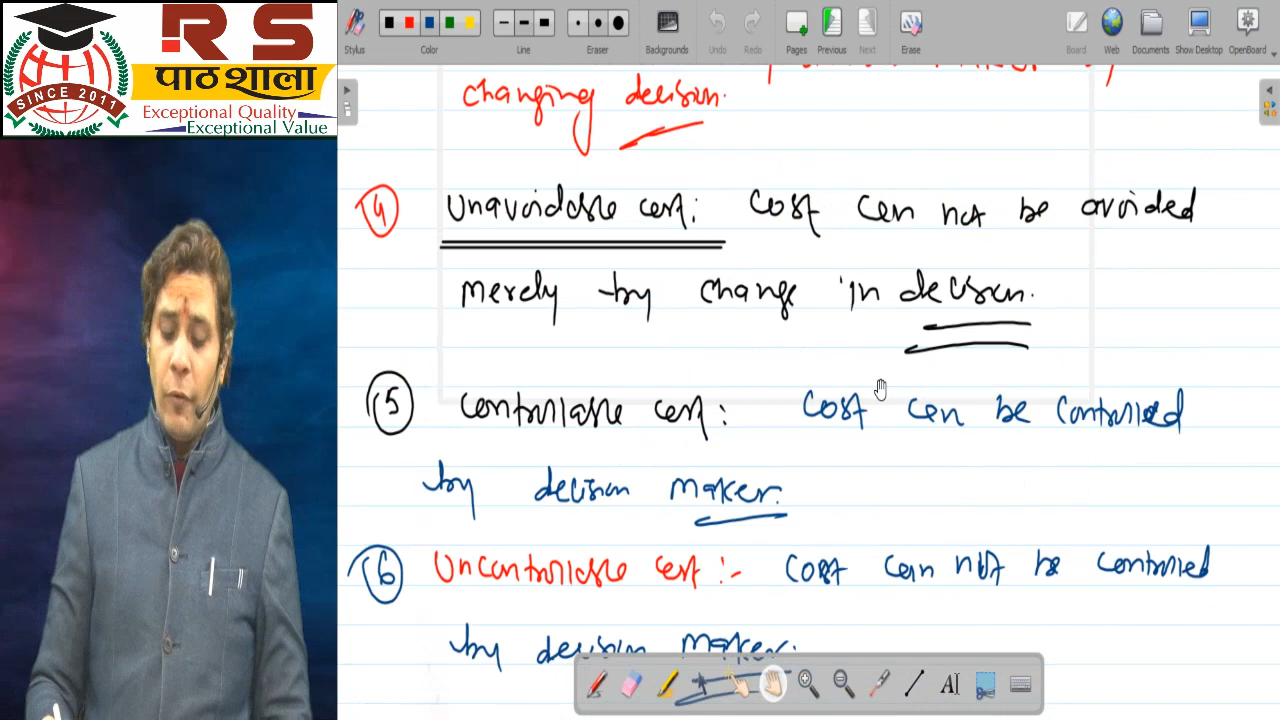 RS
पाठशाला
SINCE 2011
Exceptional Quality
Exceptional Value
Stylus
Color
Line
Eraser
Backgrounds
Undo
Redo
Pages
Previous
Next
Erase
Board
Web
Documents
Show Desktop
OpenBoard
changing decision.
4 Unavoidable cost: Cost can not be avoided
merely by change in decision.
5 Controllable cost: Cost can be controlled
by decision maker.
6 Uncontrollable cost:- Cost can not be controlled
by decision maker.